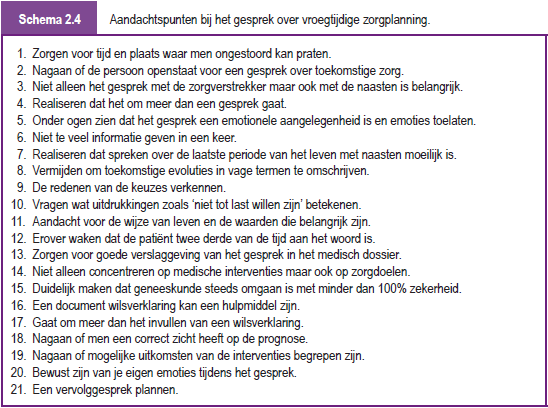 Schema 2.4 Aandachtspunten bij het gesprek over vroegtijdige zorgplanning.
1. Zorgen voor tijd en plaats waar men ongestoord kan praten.
2. Nagaan of de persoon openstaat voor een gesprek over toekomstige zorg.
3. Niet alleen het gesprek met de zorgverstrekker maar ook met de naasten is belangrijk.
4. Realiseren dat het om meer dan een gesprek gaat.
5. Onder ogen zien dat het gesprek een emotionele aangelegenheid is en emoties toelaten.
6. Niet te veel informatie geven in een keer.
7. Realiseren dat spreken over de laatste periode van het leven met naasten moeilijk is.
8. Vermijden om toekomstige evoluties in vage termen te omschrijven.
9. De redenen van de keuzes verkennen.
10. Vragen wat uitdrukkingen zoals ‘niet tot last willen zijn’ betekenen.
11. Aandacht voor de wijze van leven en de waarden die belangrijk zijn.
12. Erover waken dat de patiënt twee derde van de tijd aan het woord is.
13. Zorgen voor goede verslaggeving van het gesprek in het medisch dossier.
14. Niet alleen concentreren op medische interventies maar ook op zorgdoelen.
15. Duidelijk maken dat geneeskunde steeds omgaan is met minder dan 100% zekerheid.
16. Een document wilsverklaring kan een hulpmiddel zijn.
17. Gaat om meer dan het invullen van een wilsverklaring.
18. Nagaan of men een correct zicht heeft op de prognose.
19. Nagaan of mogelijke uitkomsten van de interventies begrepen zijn.
20. Bewust zijn van je eigen emoties tijdens het gesprek.
21. Een vervolggesprek plannen.